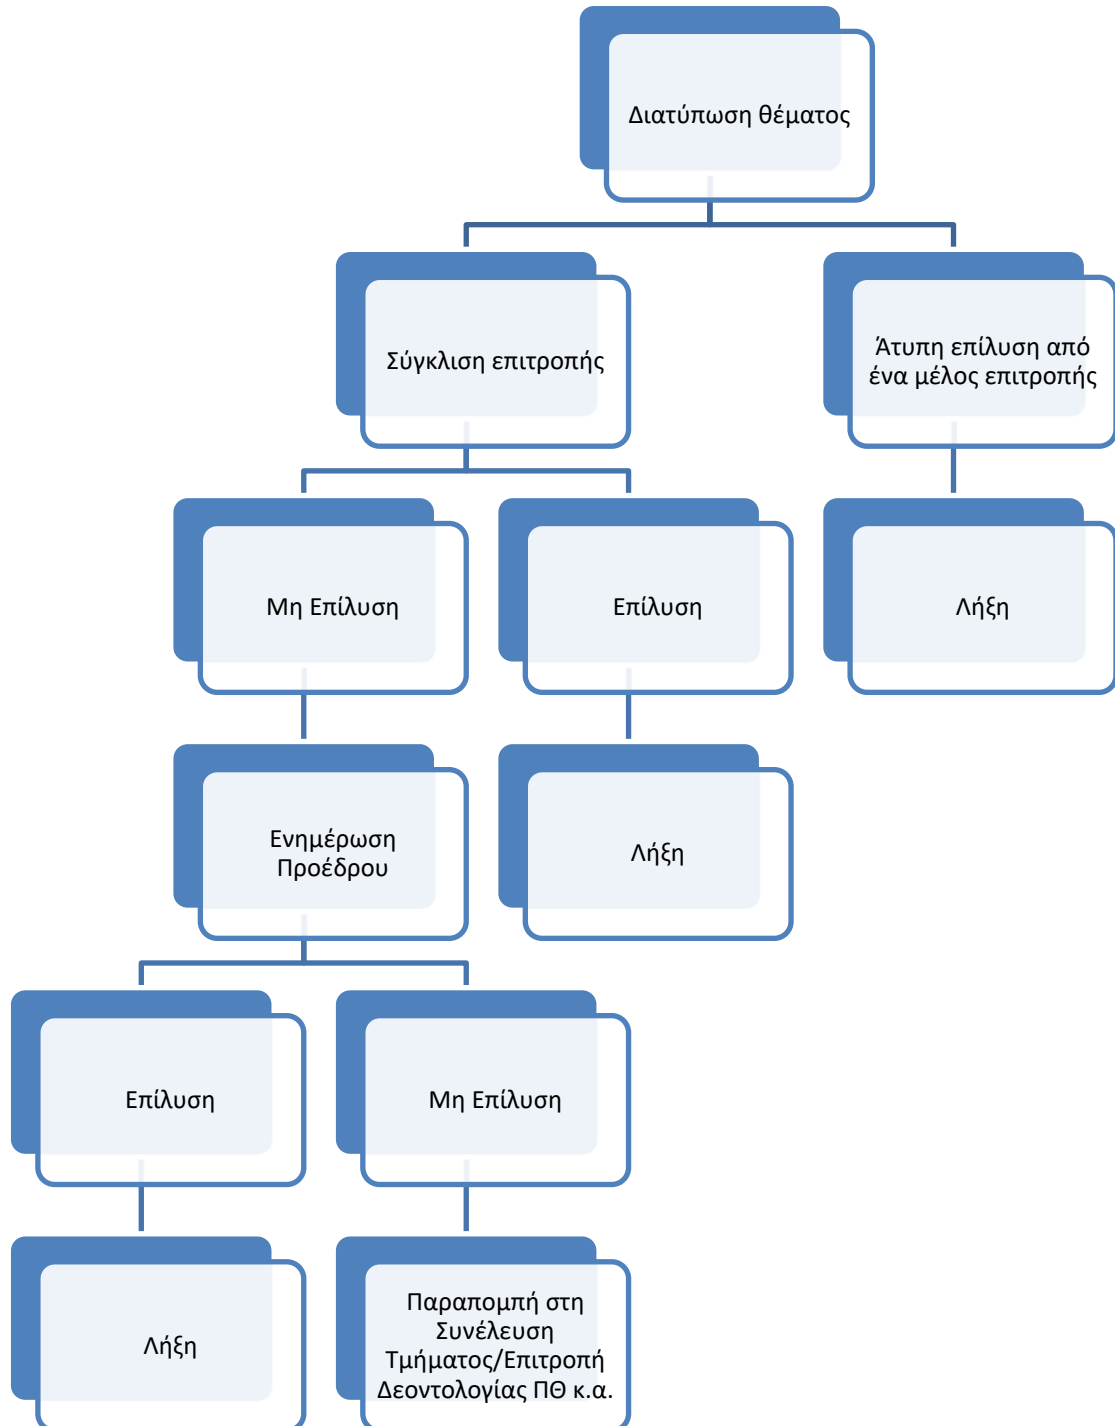 Διατύπωση θέματος
Σύγκλιση επιτροπής
Άτυπη επίλυση από
ένα μέλος επιτροπής
Μη Επίλυση
Επίλυση
Λήξη
Ενημέρωση
Προέδρου
Λήξη
Επίλυση
Μη Επίλυση
Λήξη
Παραπομπή στη
Συνέλευση
Τμήματος/Επιτροπή
Δεοντολογίας ΠΘ κ.α.